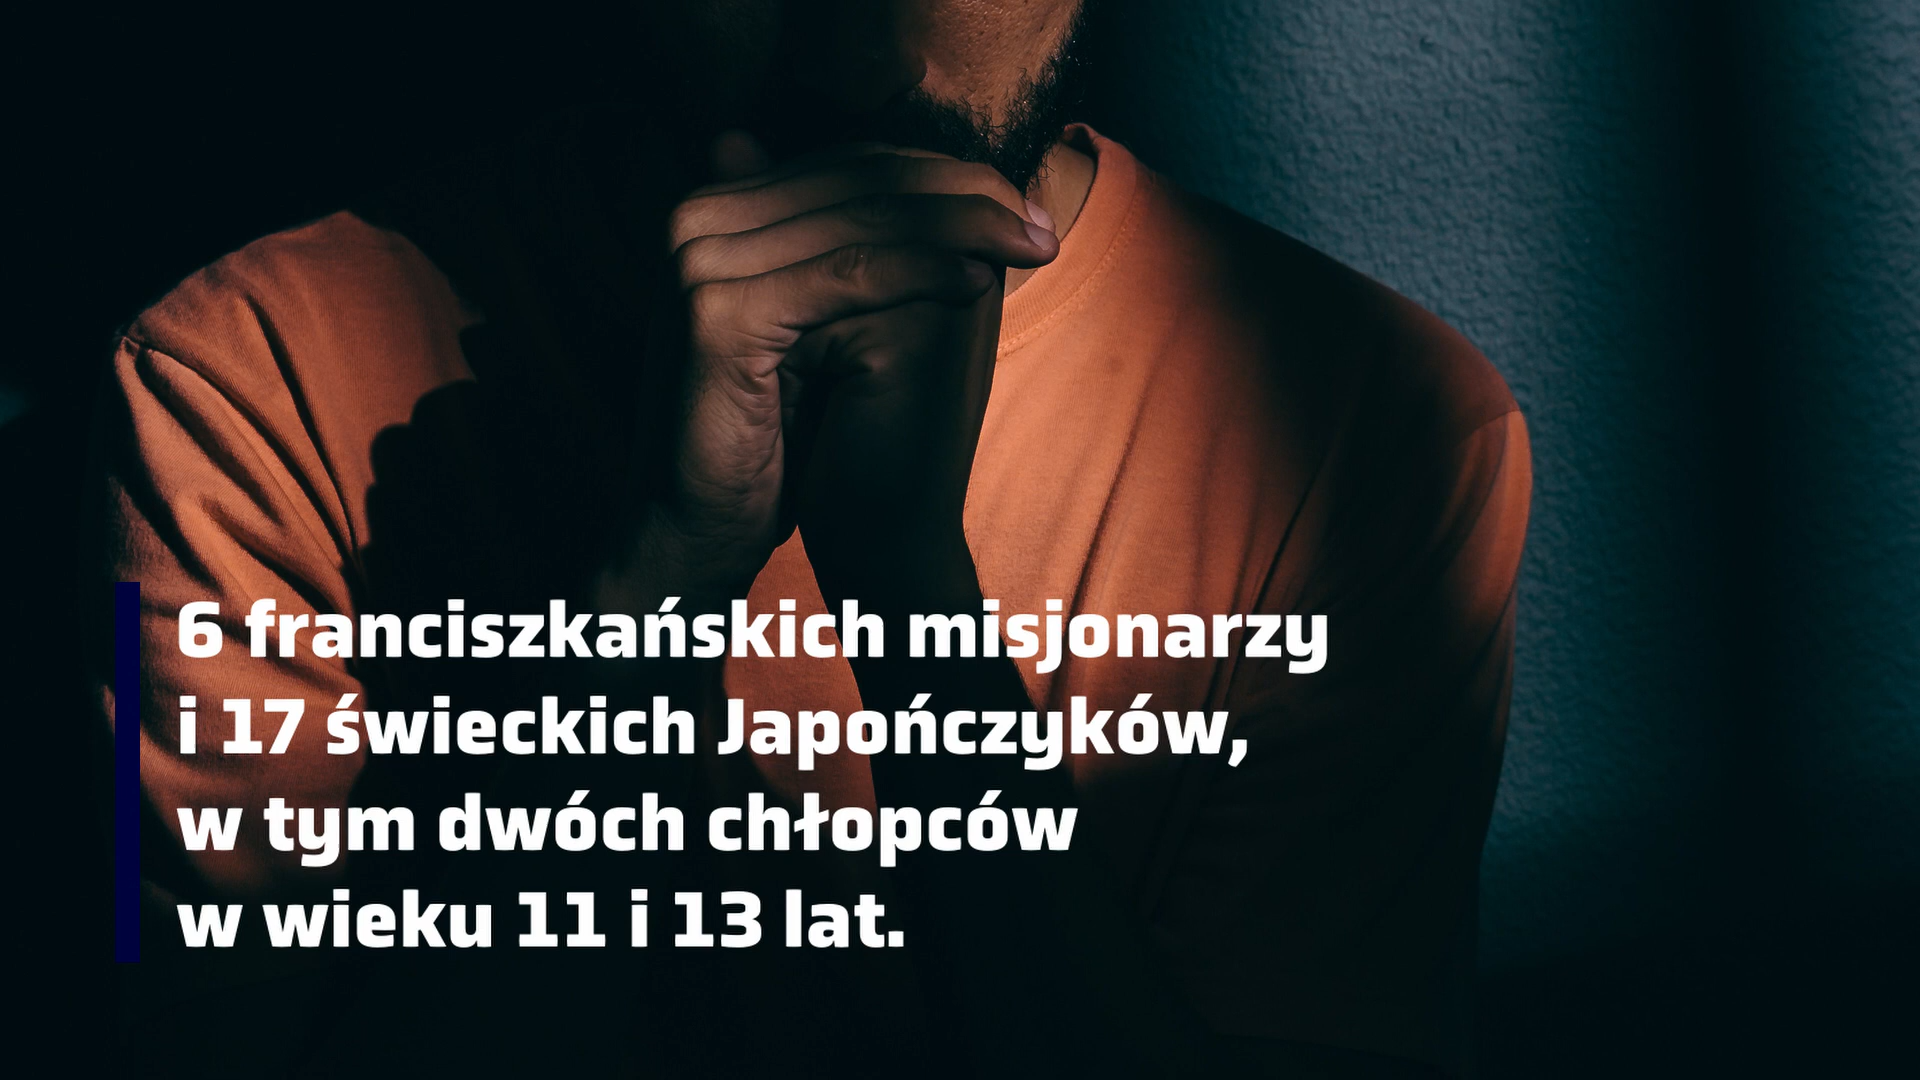 6 franciszkańskich misjonarzy
i 17 świeckich Japończyków,
w tym dwóch chłopców
w wieku 11 i 13 lat.